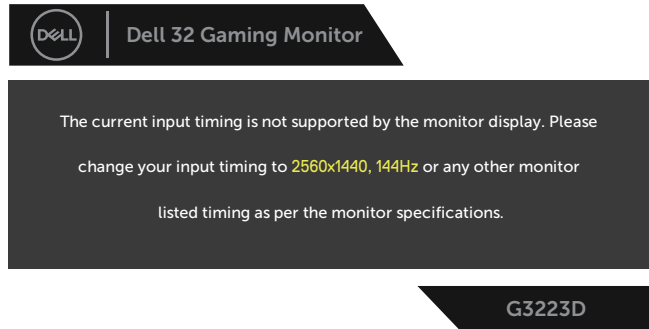 DELL
Dell 32 Gaming Monitor
The current input timing is not supported by the monitor display. Please
change your input timing to 2560x1440, 144Hz or any other monitor
listed timing as per the monitor specifications.
G3223D